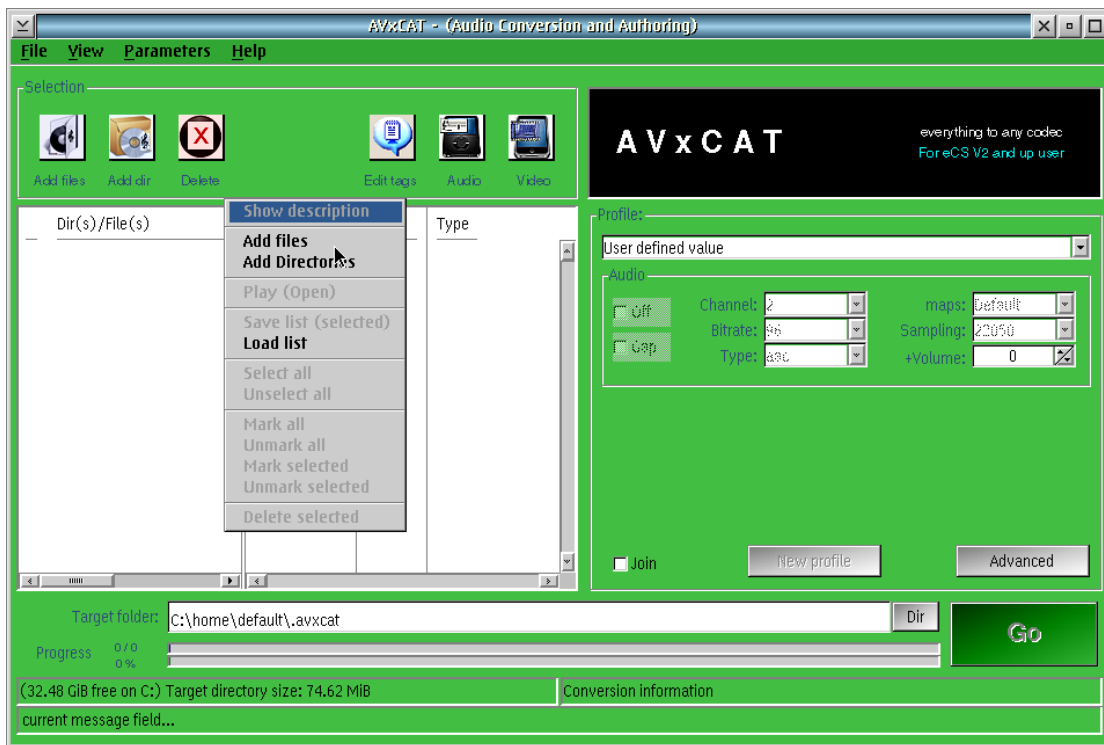 AVxCAT - (Audio Conversion and Authoring)
File View Parameters Help
Selection
Add files Add dir Delete Edit tags Audio Video
AVxCAT
everything to any codec
For eCS V2 and up user
Dir(s)/File(s) Type
Show description
Add files
Add Directories
Play (Open)
Save list (selected)
Load list
Select all
Unselect all
Mark all
Unmark all
Mark selected
Unmark selected
Delete selected
Profile:
User defined value
Audio
Off Channel: 2 maps: Default
Bitrate: 96 Sampling: 22050
Gap Type: aac +Volume: 0
Join New profile Advanced
Target folder: C:\home\default\.avxcat Dir
Go
Progress 0/0
0 %
(32.48 GiB free on C:) Target directory size: 74.62 MiB Conversion information
current message field...